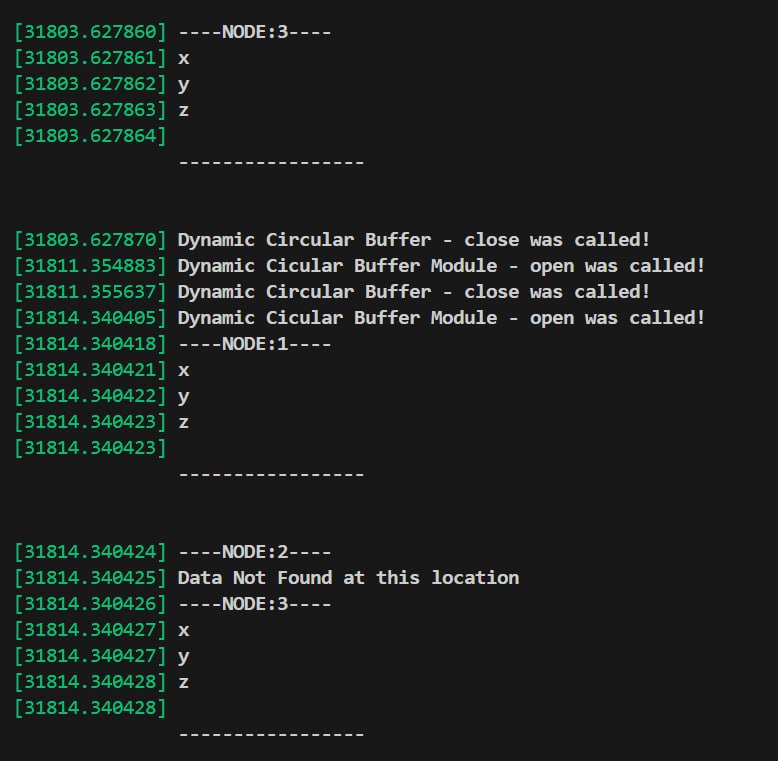 [31803.627860] ----NODE:3----
[31803.627861] x
[31803.627862] y
[31803.627863] z
[31803.627864]
-----------------
[31803.627870] Dynamic Circular Buffer - close was called!
[31811.354883] Dynamic Cicular Buffer Module - open was called!
[31811.355637] Dynamic Circular Buffer - close was called!
[31814.340405] Dynamic Cicular Buffer Module - open was called!
[31814.340418] ----NODE:1----
[31814.340421] x
[31814.340422] y
[31814.340423] z
[31814.340423]
-----------------
[31814.340424] ----NODE:2----
[31814.340425] Data Not Found at this location
[31814.340426] ----NODE:3----
[31814.340427] x
[31814.340427] y
[31814.340428] z
[31814.340428]
-----------------